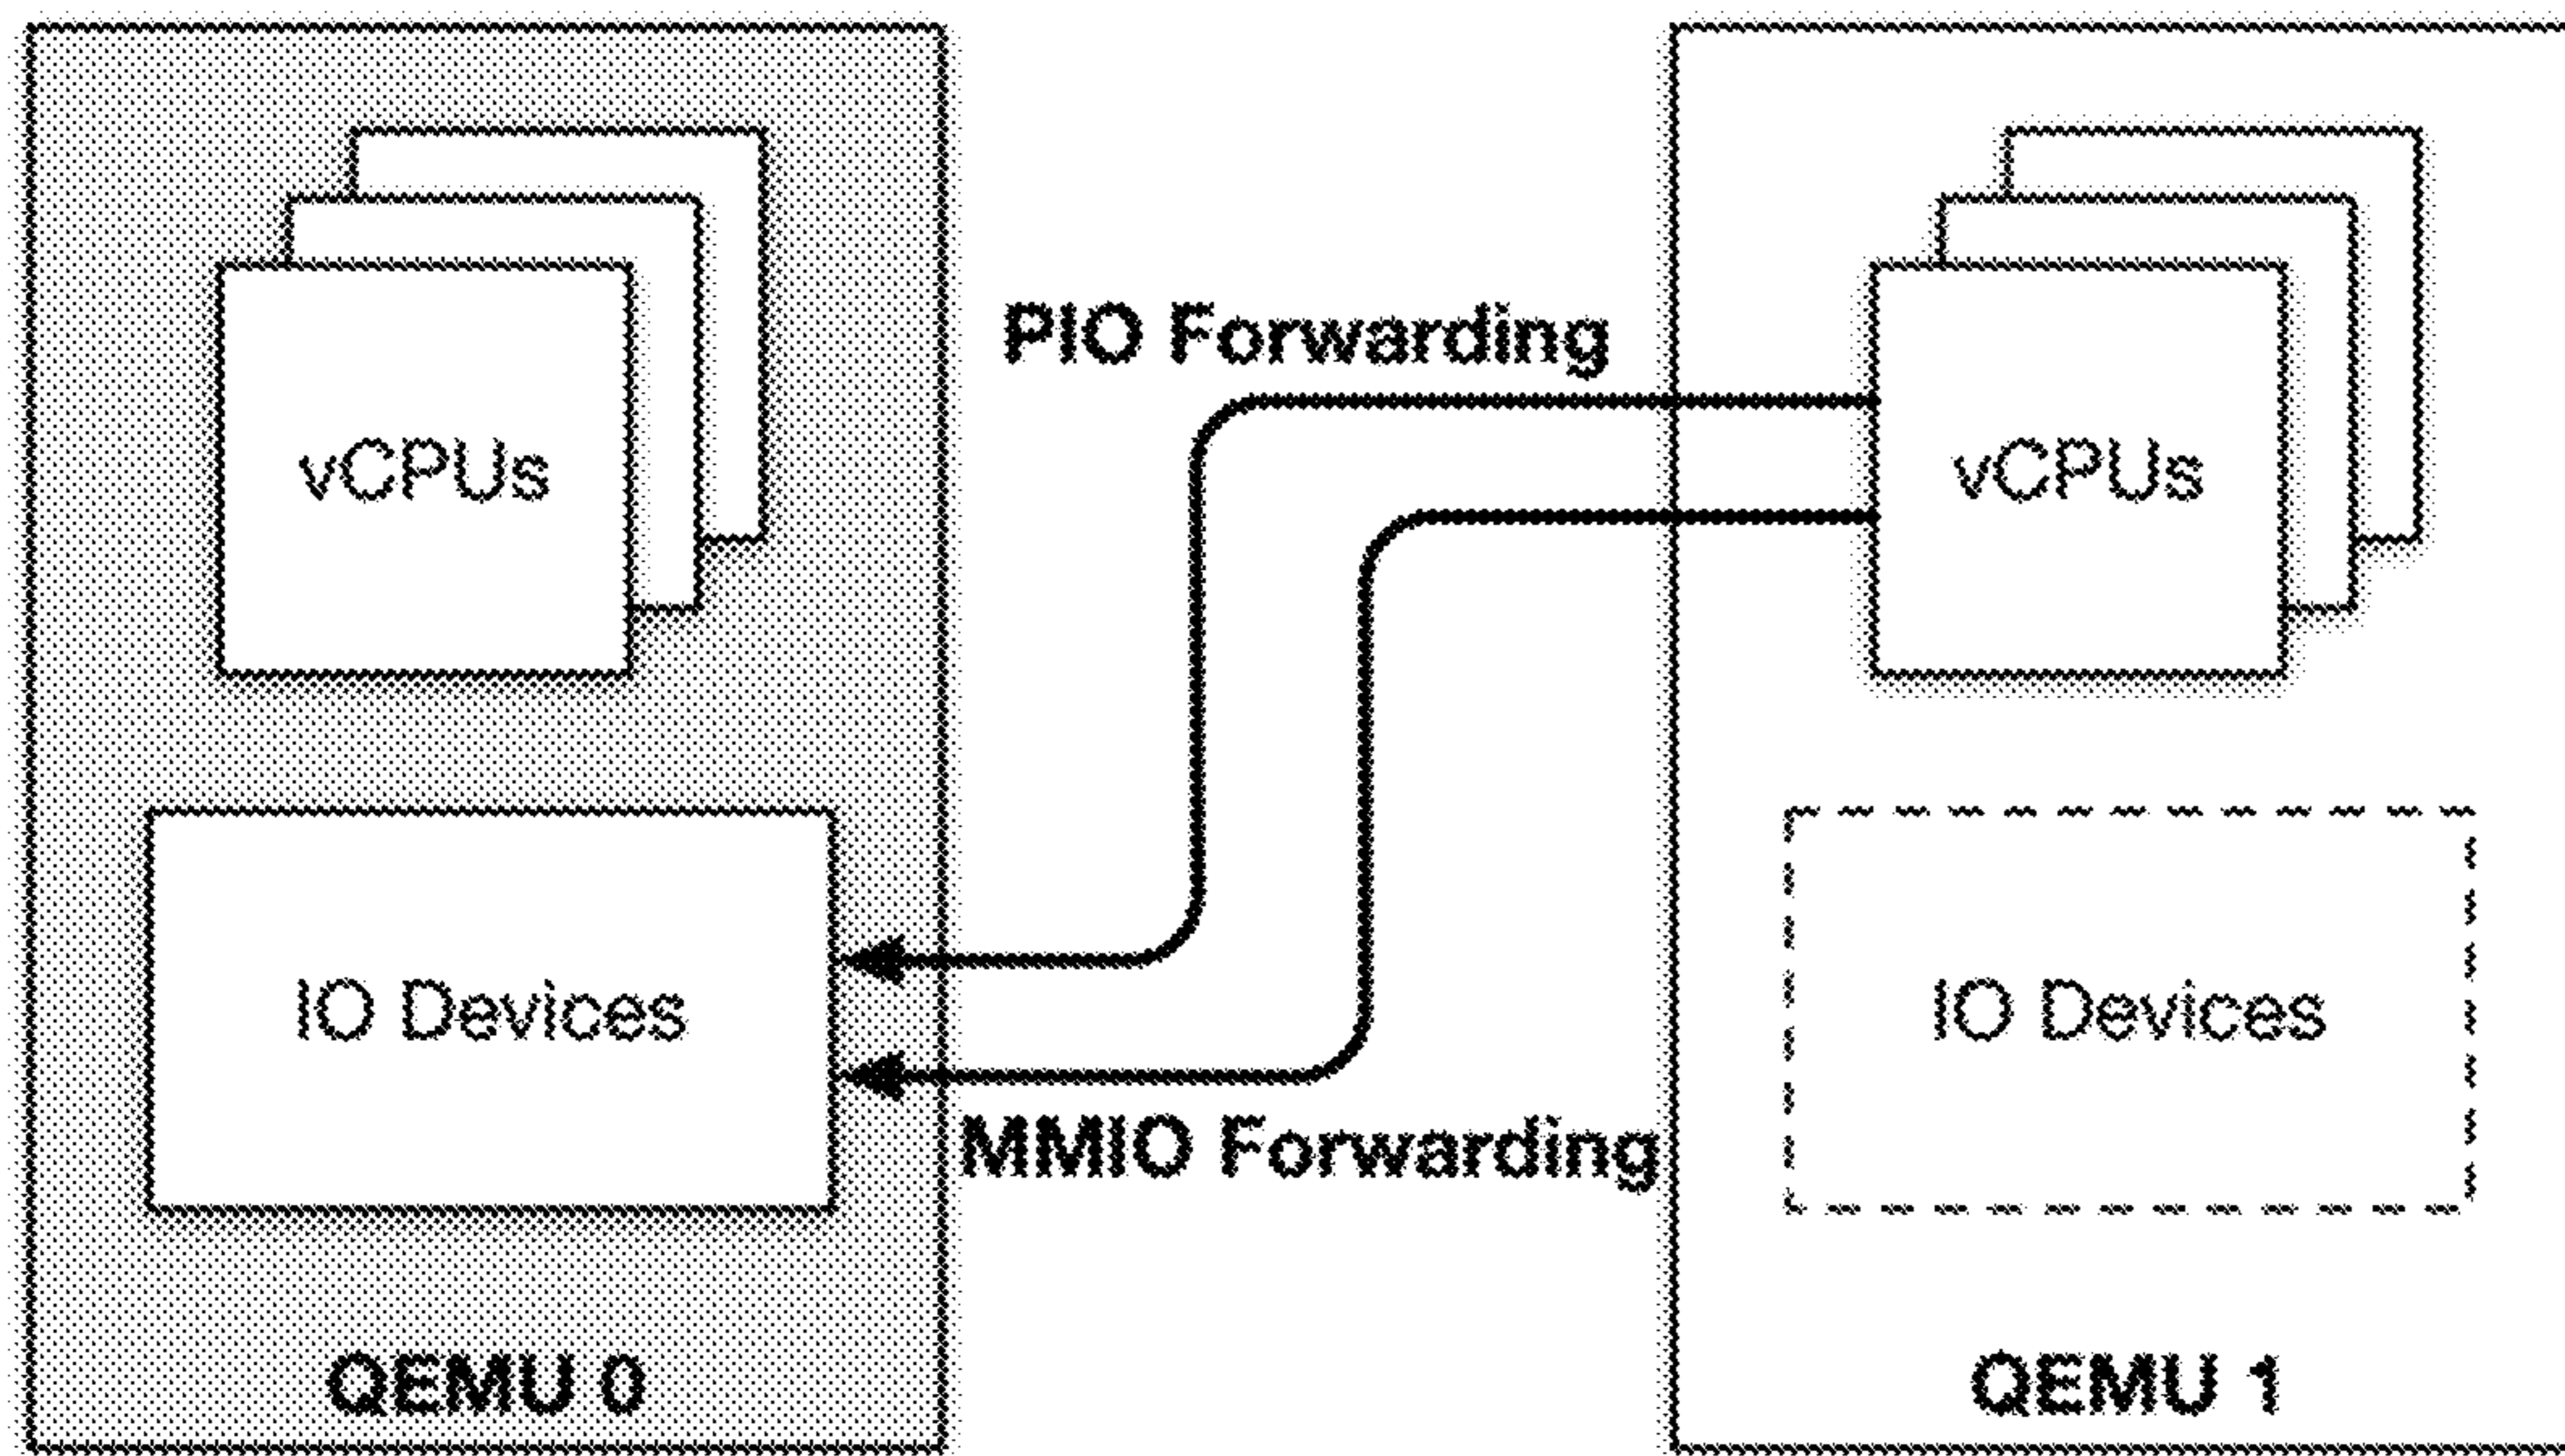 PIO Forwarding
vCPUs
vCPUs
IO Devices
IO Devices
MMIO Forwarding
QEMU 0
QEMU 1